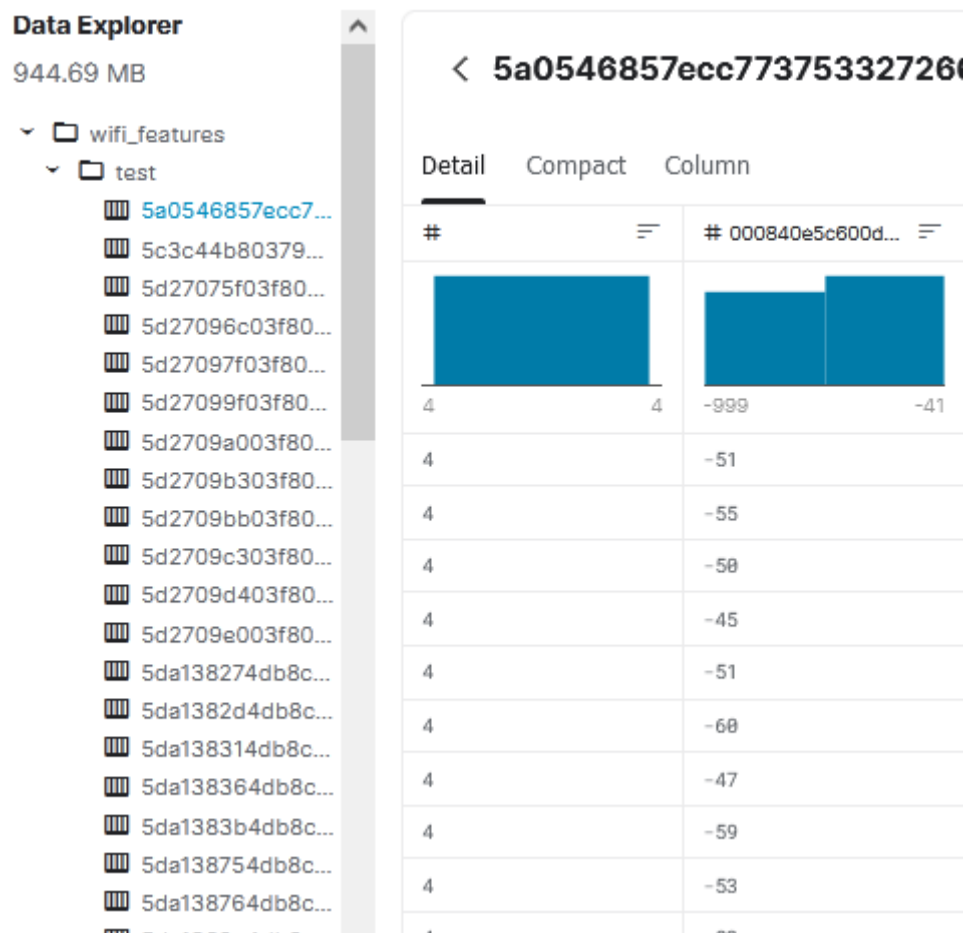 Data Explorer
944.69 MB
wifi_features
test
5a0546857ecc7...
5c3c44b80379...
5d27075f03f80...
5d27096c03f80...
5d27097f03f80...
5d27099f03f80...
5d2709a003f80...
5d2709b303f80...
5d2709bb03f80...
5d2709c303f80...
5d2709d403f80...
5d2709e003f80...
5da138274db8c...
5da1382d4db8c...
5da138314db8c...
5da138364db8c...
5da1383b4db8c...
5da138754db8c...
5da138764db8c...
< 5a0546857ecc773753327266
Detail Compact Column
# # 000840e5c600d...
4 4 -999 -41
4 -51
4 -55
4 -50
4 -45
4 -51
4 -60
4 -47
4 -59
4 -53